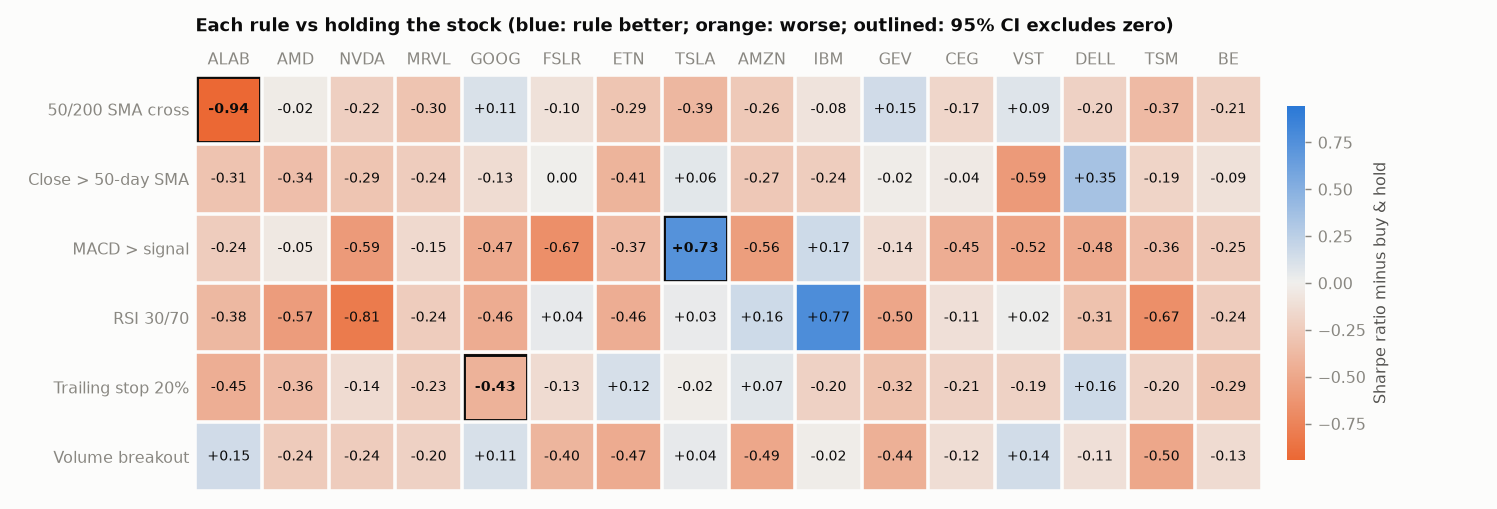 Each rule vs holding the stock (blue: rule better; orange: worse; outlined: 95% CI excludes zero)
ALAB AMD NVDA MRVL GOOG FSLR ETN TSLA AMZN IBM GEV CEG VST DELL TSM BE
50/200 SMA cross -0.94 -0.02 -0.22 -0.30 +0.11 -0.10 -0.29 -0.39 -0.26 -0.08 +0.15 -0.17 +0.09 -0.20 -0.37 -0.21
Close > 50-day SMA -0.31 -0.34 -0.29 -0.24 -0.13 0.00 -0.41 +0.06 -0.27 -0.24 -0.02 -0.04 -0.59 +0.35 -0.19 -0.09
MACD > signal -0.24 -0.05 -0.59 -0.15 -0.47 -0.67 -0.37 +0.73 -0.56 +0.17 -0.14 -0.45 -0.52 -0.48 -0.36 -0.25
RSI 30/70 -0.38 -0.57 -0.81 -0.24 -0.46 +0.04 -0.46 +0.03 +0.16 +0.77 -0.50 -0.11 +0.02 -0.31 -0.67 -0.24
Trailing stop 20% -0.45 -0.36 -0.14 -0.23 -0.43 -0.13 +0.12 -0.02 +0.07 -0.20 -0.32 -0.21 -0.19 +0.16 -0.20 -0.29
Volume breakout +0.15 -0.24 -0.24 -0.20 +0.11 -0.40 -0.47 +0.04 -0.49 -0.02 -0.44 -0.12 +0.14 -0.11 -0.50 -0.13
0.75
0.50
0.25
0.00
−0.25
−0.50
−0.75
Sharpe ratio minus buy & hold